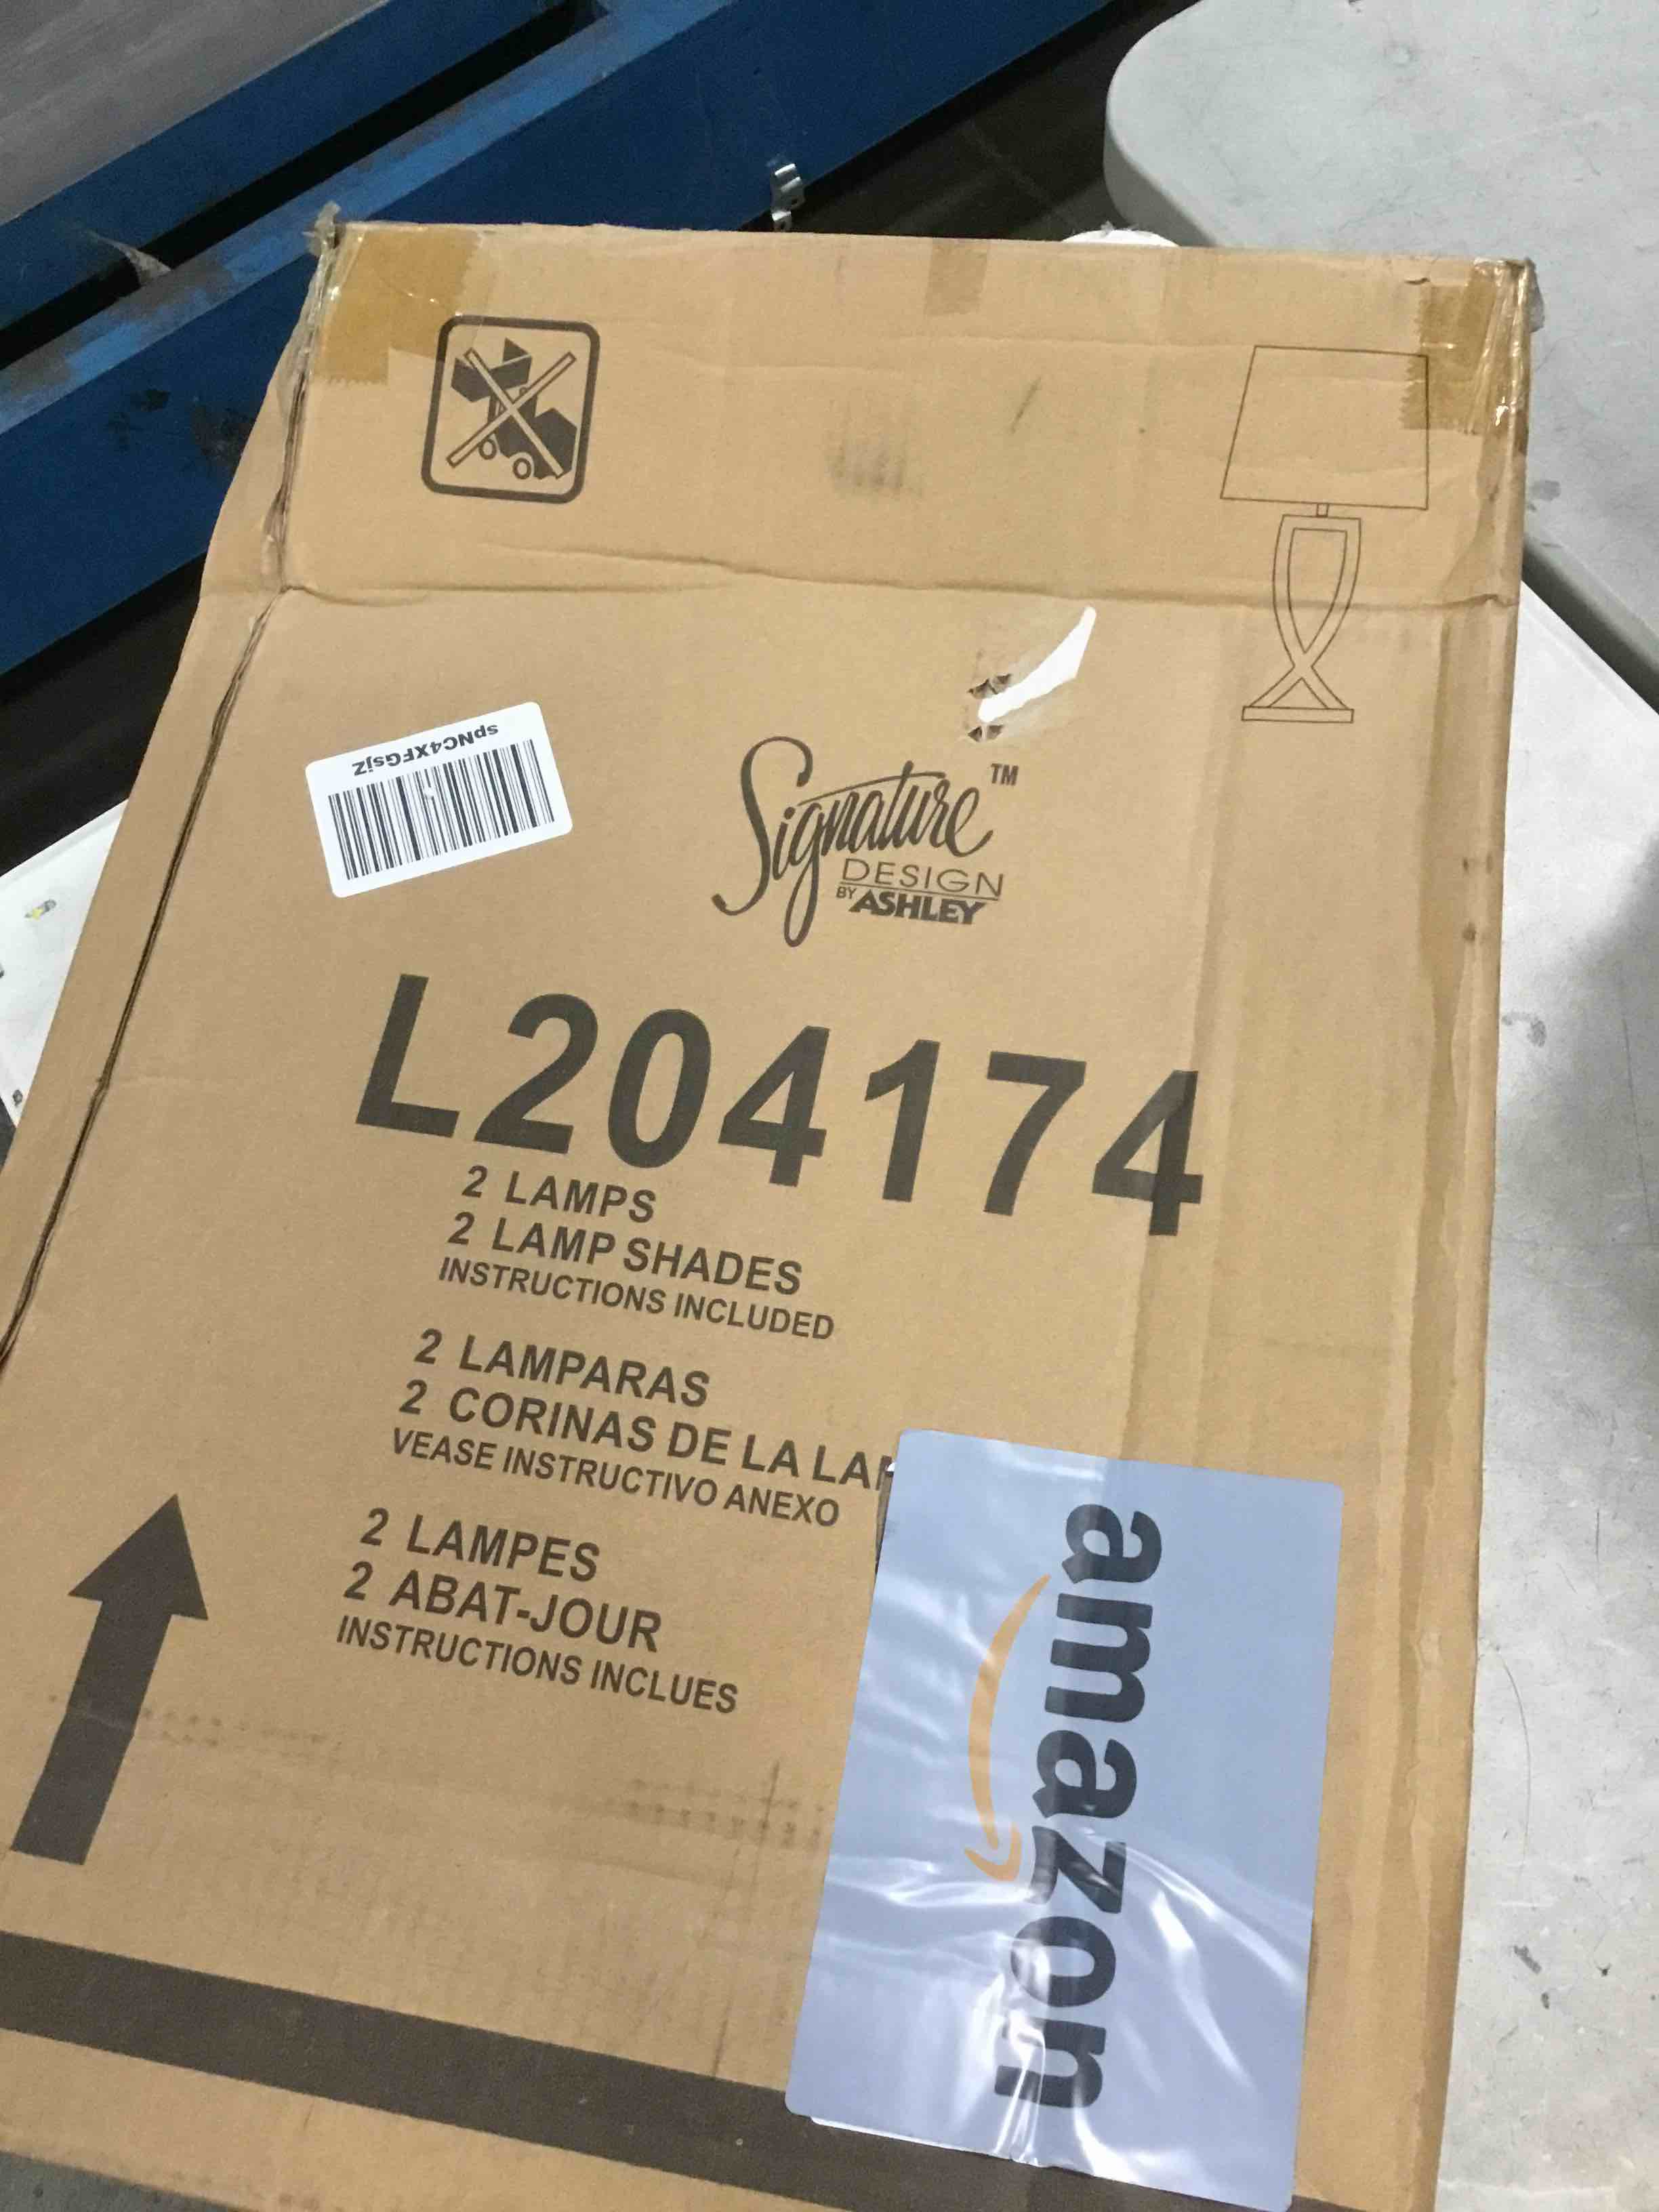 spNC4XFGsjZ
Signature™
DESIGN
BY ASHLEY
L204174
2 LAMPS
2 LAMP SHADES
INSTRUCTIONS INCLUDED
2 LAMPARAS
2 CORINAS DE LA
VEASE INSTRUCTIVO ANEXO
2 LAMPES
2 ABAT-JOUR
INSTRUCTIONS INCLUES
amazon